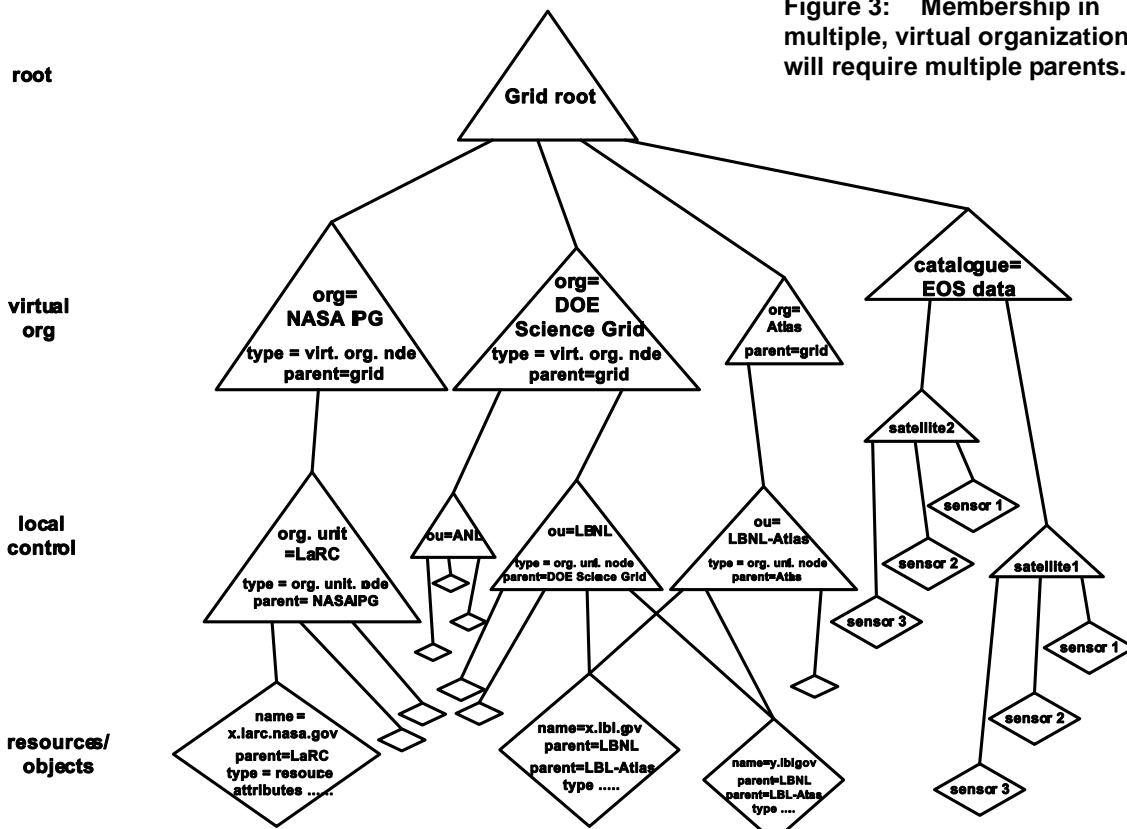 Figure 3: Membership in
multiple, virtual organization
will require multiple parents.
root
Grid root
virtual
org
org=
NASA IPG
type = virt. org. nde
parent=grid
org=
DOE
Science Grid
type = virt. org. nde
parent=grid
org=
Atlas
parent=grid
catalogue=
EOS data
satellite2
sensor 1
sensor 2
sensor 3
local
control
org. unit
=LaRC
type = org. unit. node
parent= NASAIPG
ou=ANL
ou=LBNL
type = org. unit. node
parent=DOE Science Grid
ou=
LBNL-Atlas
type = org. unit. node
parent=Atlas
satellite1
sensor 1
sensor 2
sensor 3
resources/
objects
name =
x.larc.nasa.gov
parent=LaRC
type = resource
attributes ......
name=x.lbl.gov
parent=LBNL
parent=LBL-Atlas
type .....
name=y.lblgov
parent=LBNL
parent=LBL-Atlas
type ....